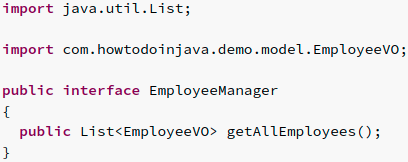 import java.util.List;
import com.howtodoinjava.demo.model.EmployeeVO;
public interface EmployeeManager
{
  public List<EmployeeVO> getAllEmployees();
}